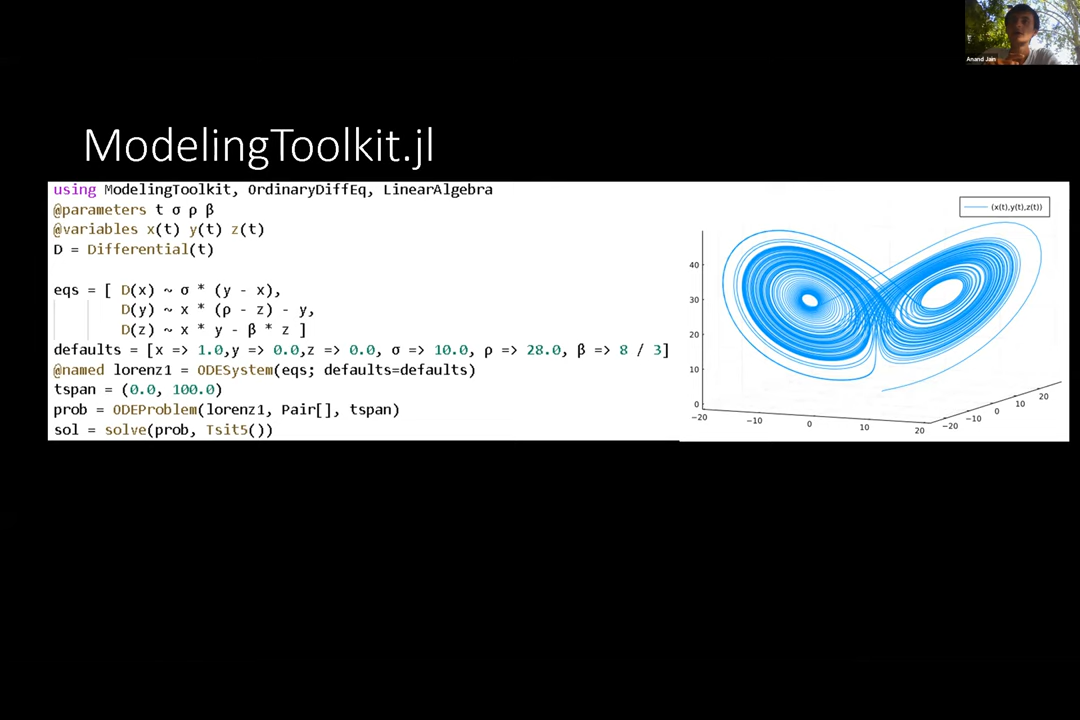 Anand Jain
ModelingToolkit.jl
using ModelingToolkit, OrdinaryDiffEq, LinearAlgebra
@parameters t σ ρ β
@variables x(t) y(t) z(t)
D = Differential(t)
eqs = [ D(x) ~ σ * (y - x),
D(y) ~ x * (ρ - z) - y,
D(z) ~ x * y - β * z ]
defaults = [x => 1.0,y => 0.0,z => 0.0, σ => 10.0, ρ => 28.0, β => 8 / 3]
@named lorenz1 = ODESystem(eqs; defaults=defaults)
tspan = (0.0, 100.0)
prob = ODEProblem(lorenz1, Pair[], tspan)
sol = solve(prob, Tsit5())
(x(t),y(t),z(t))
40
30
20
10
0
-20
-10
0
10
20
-20
-10
0
10
20